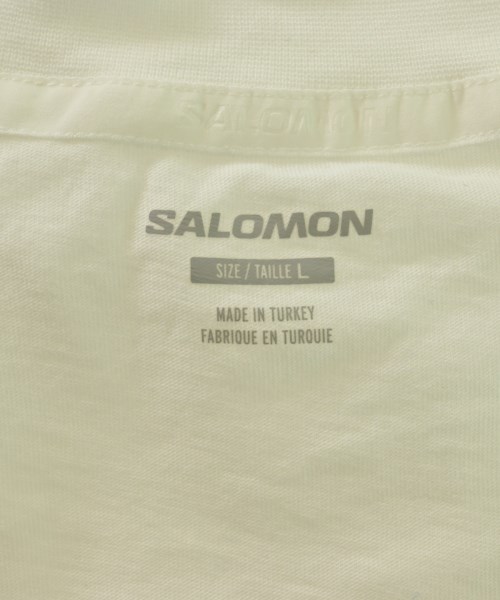 SALOMON
SALOMON
SIZE / TAILLE L
MADE IN TURKEY
FABRIQUE EN TURQUIE